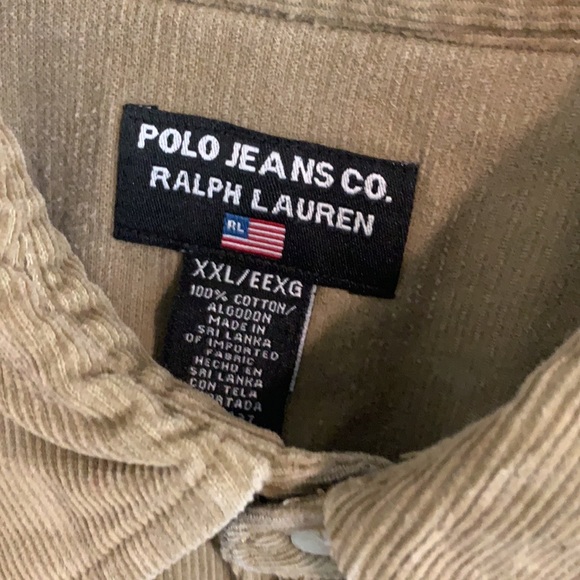 POLO JEANS CO.
RALPH LAUREN
RL
XXL/EEXG
100% COTTON/
ALGODON
MADE IN
SRI LANKA
OF IMPORTED
FABRIC
HECHO EN
SRI LANKA
CON TELA